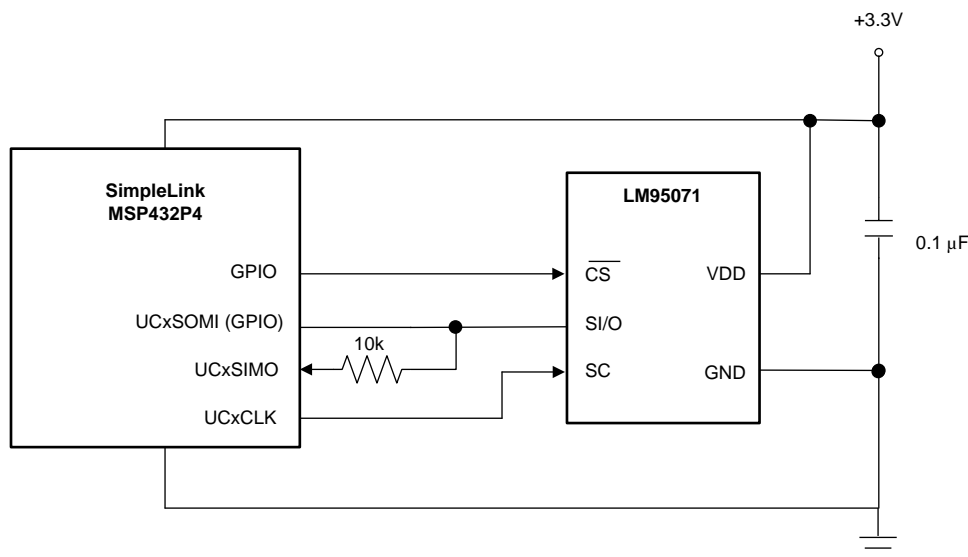 +3.3V
SimpleLink
MSP432P4
LM95071
0.1 μF
GPIO
CS
VDD
UCxSOMI (GPIO)
SI/O
10k
UCxSIMO
SC
GND
UCxCLK